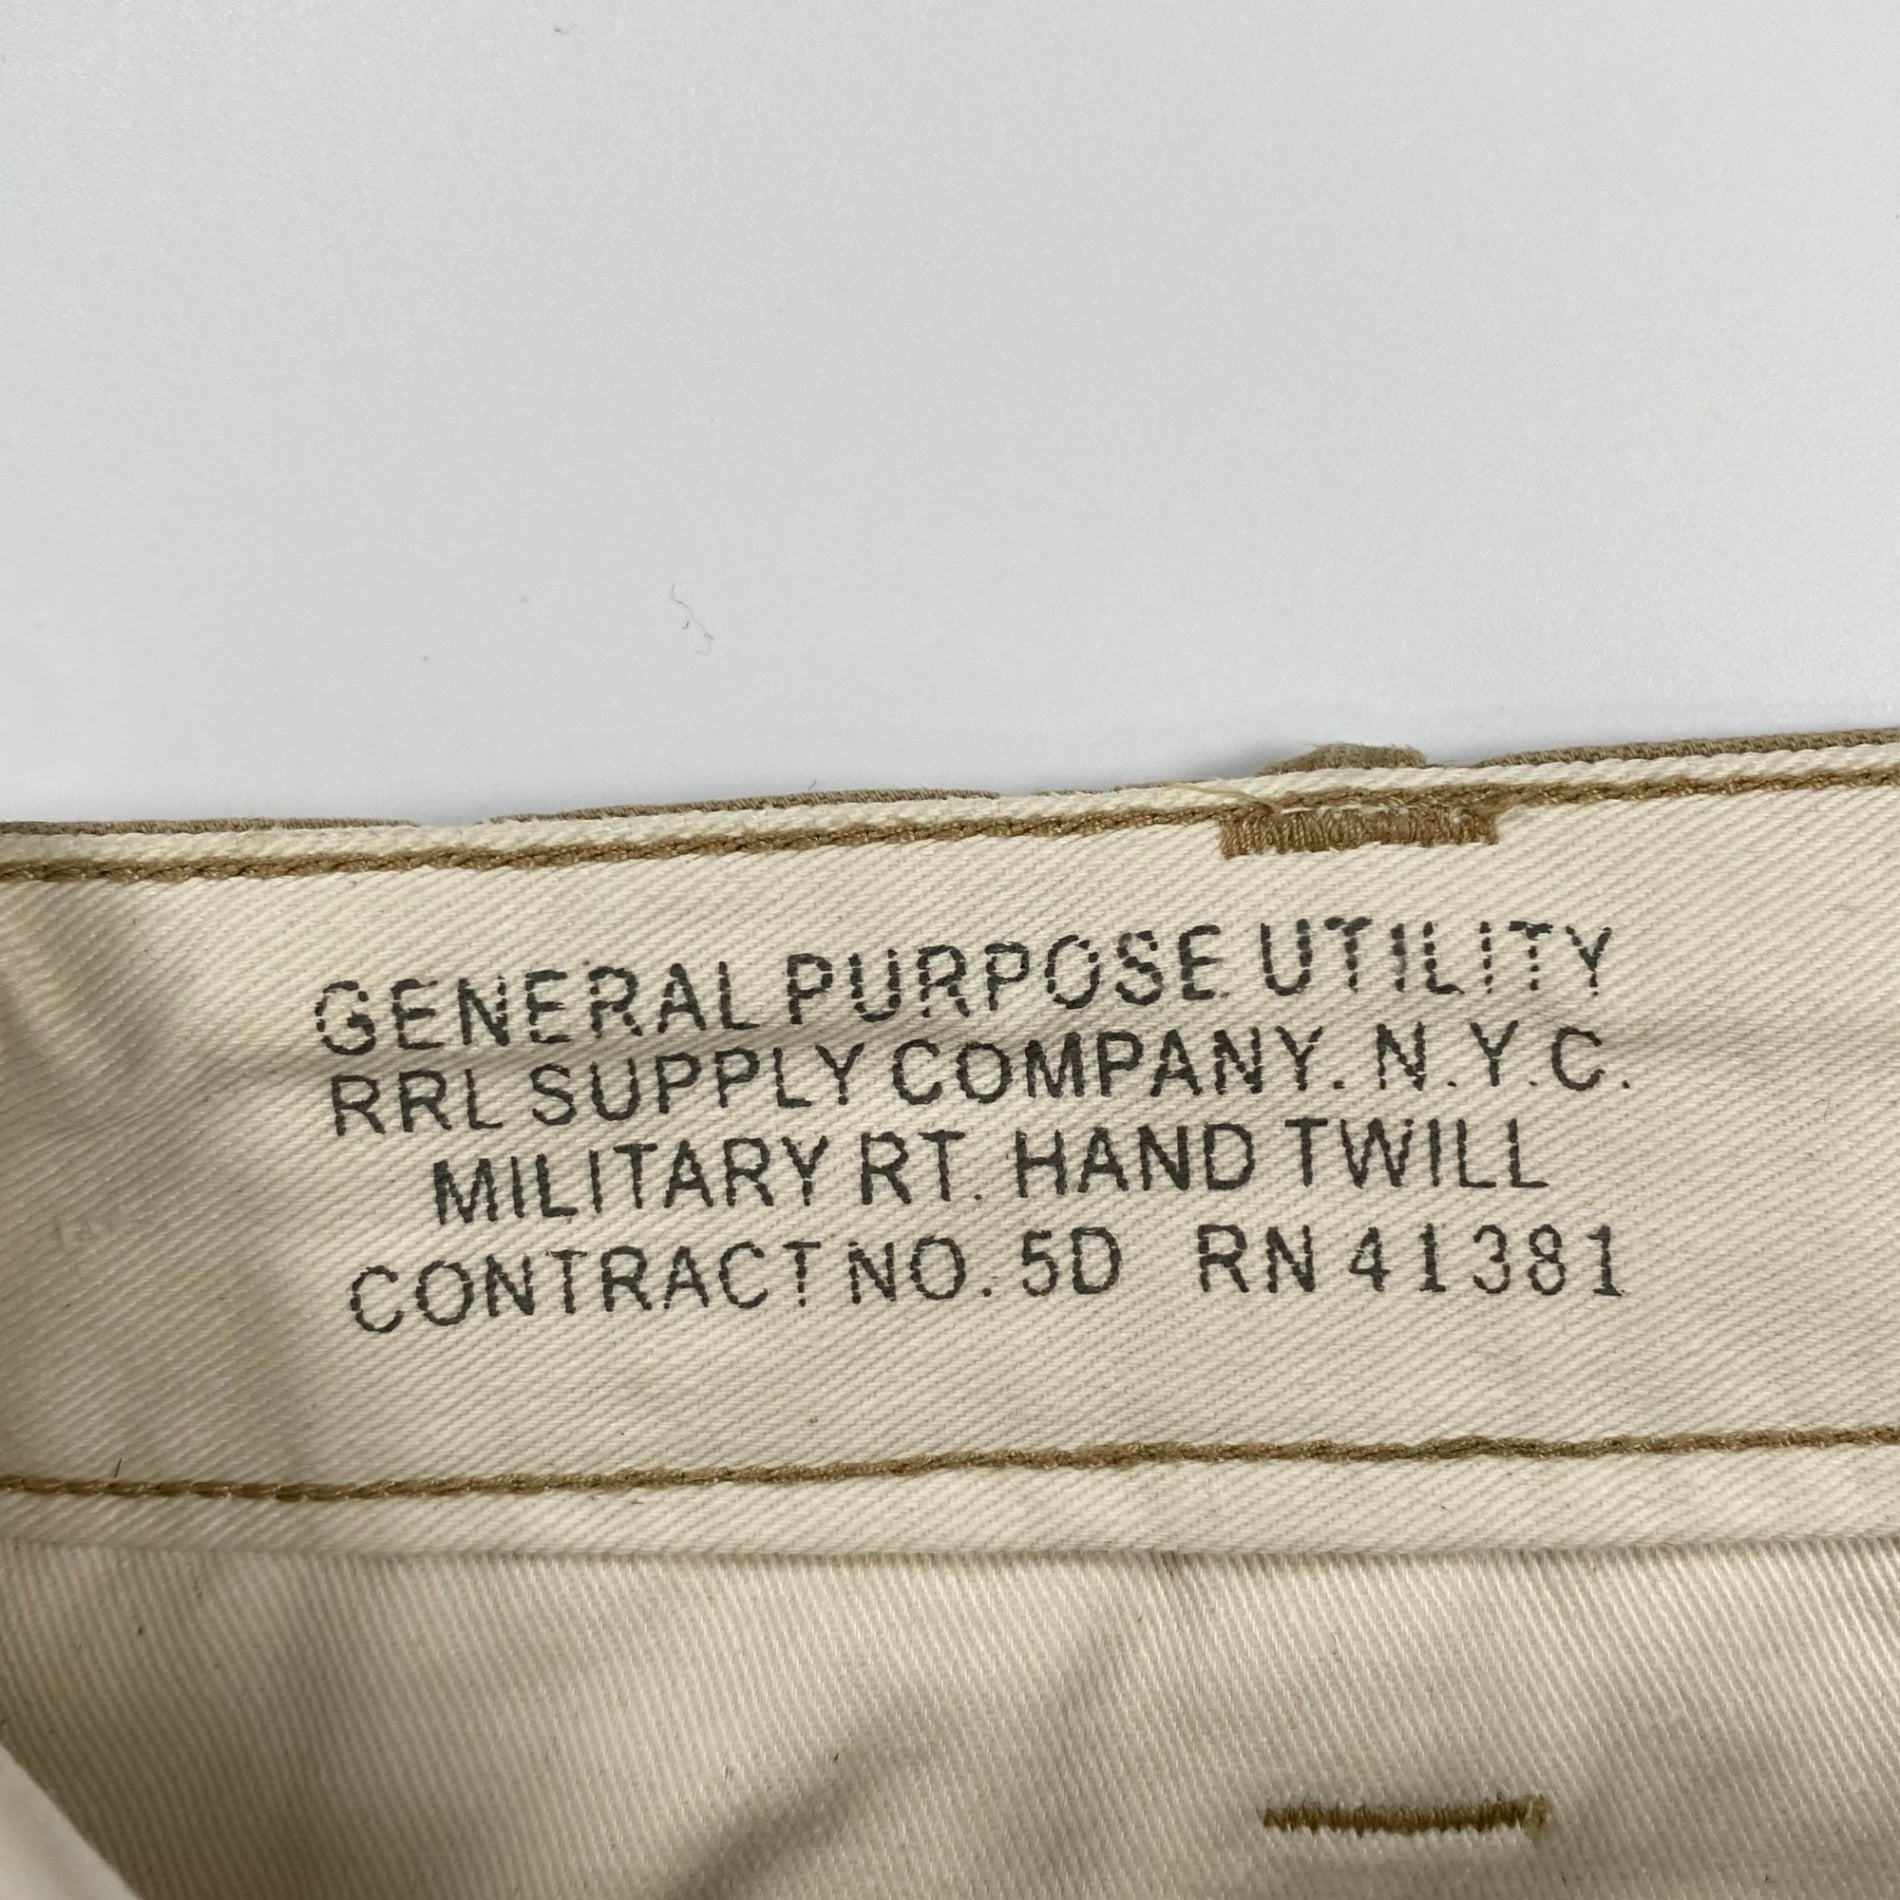 GENERAL PURPOSE UTILITY
RRL SUPPLY COMPANY. N.Y.C.
MILITARY RT. HAND TWILL
CONTRACT NO. 5D RN 41381